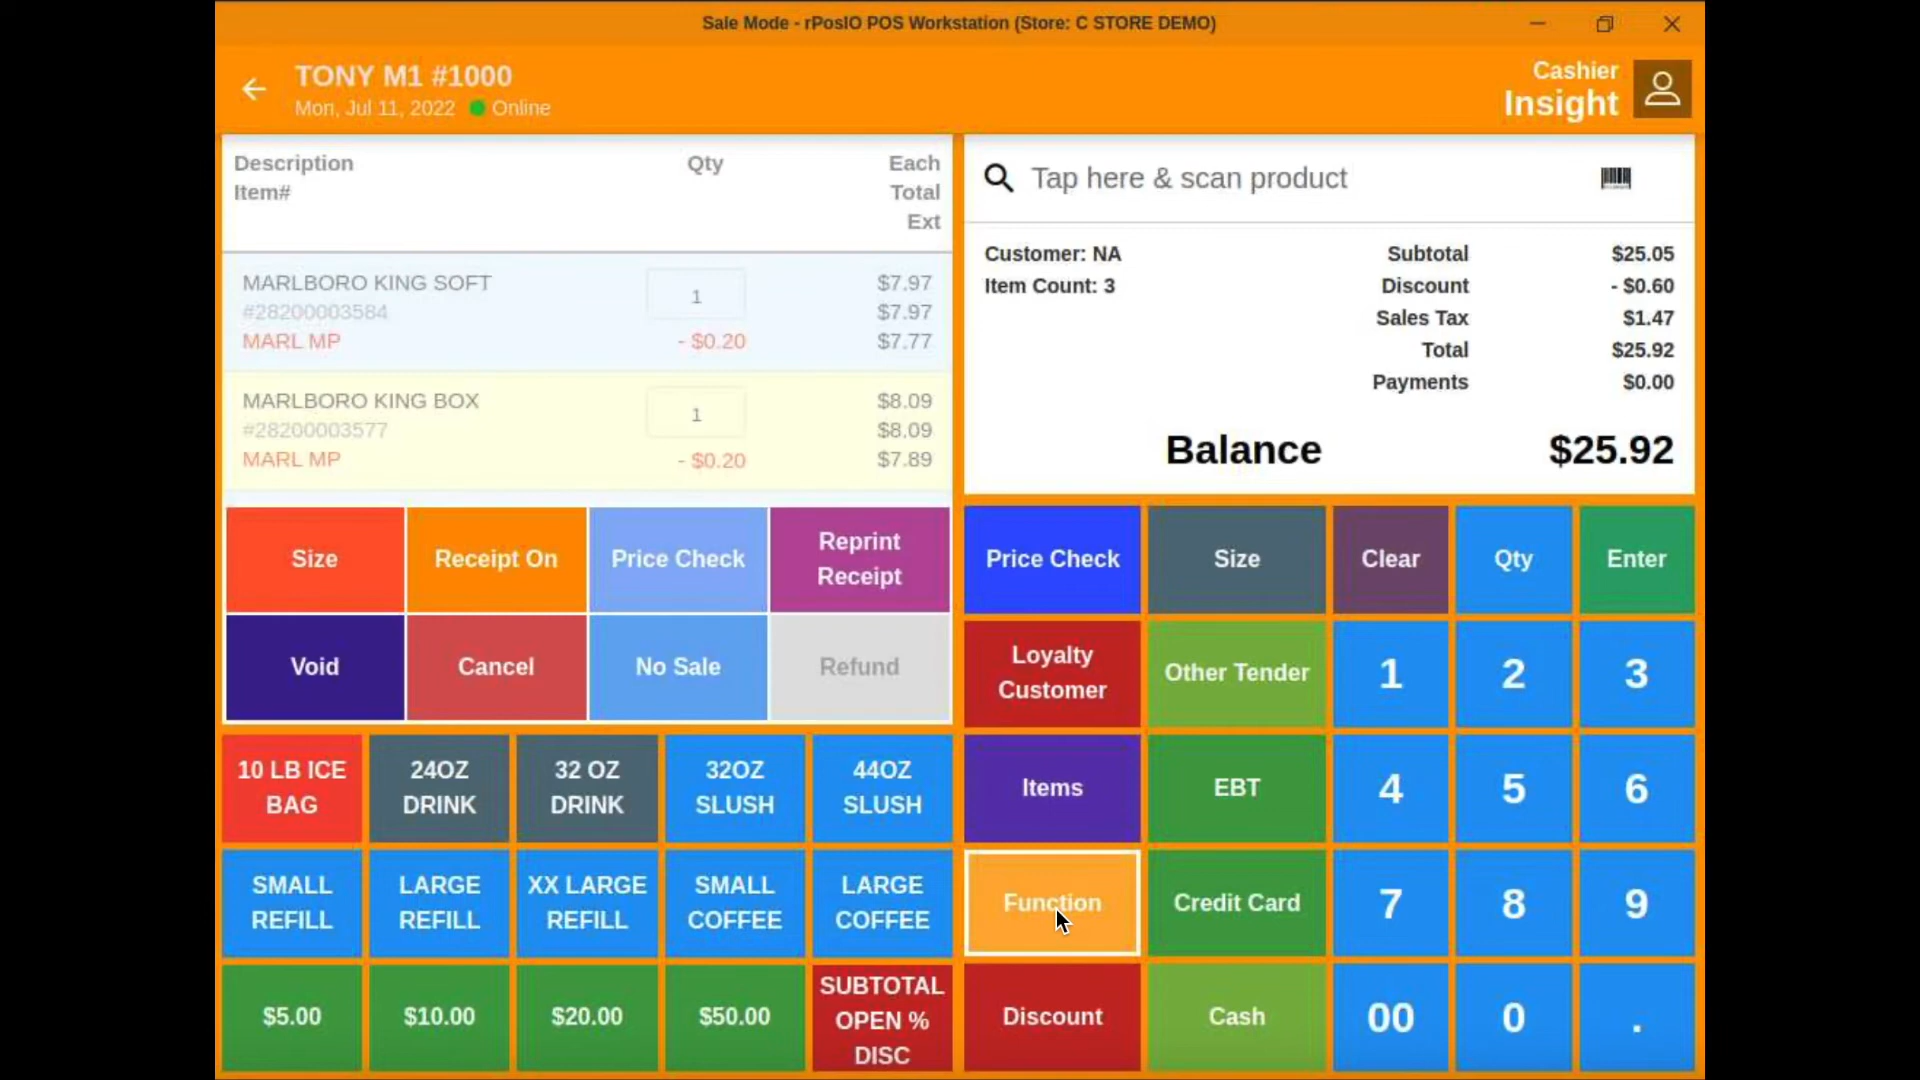 Sale Mode - rPosIO POS Workstation (Store: C STORE DEMO)
TONY M1 #1000
Mon, Jul 11, 2022 Online
Cashier
Insight
Description Qty Each
Item# Total
Ext
MARLBORO KING SOFT 1 $7.97
#28200003584 $7.97
MARL MP - $0.20 $7.77
MARLBORO KING BOX 1 $8.09
#28200003577 $8.09
MARL MP - $0.20 $7.89
Size
Receipt On
Price Check
Reprint
Receipt
Void
Cancel
No Sale
Refund
10 LB ICE
BAG
24OZ
DRINK
32 OZ
DRINK
32OZ
SLUSH
44OZ
SLUSH
SMALL
REFILL
LARGE
REFILL
XX LARGE
REFILL
SMALL
COFFEE
LARGE
COFFEE
$5.00
$10.00
$20.00
$50.00
SUBTOTAL
OPEN %
DISC
Tap here & scan product
Customer: NA
Item Count: 3
Subtotal $25.05
Discount - $0.60
Sales Tax $1.47
Total $25.92
Payments $0.00
Balance $25.92
Price Check
Size
Clear
Qty
Enter
Loyalty
Customer
Other Tender
1
2
3
Items
EBT
4
5
6
Function
Credit Card
7
8
9
Discount
Cash
00
0
.